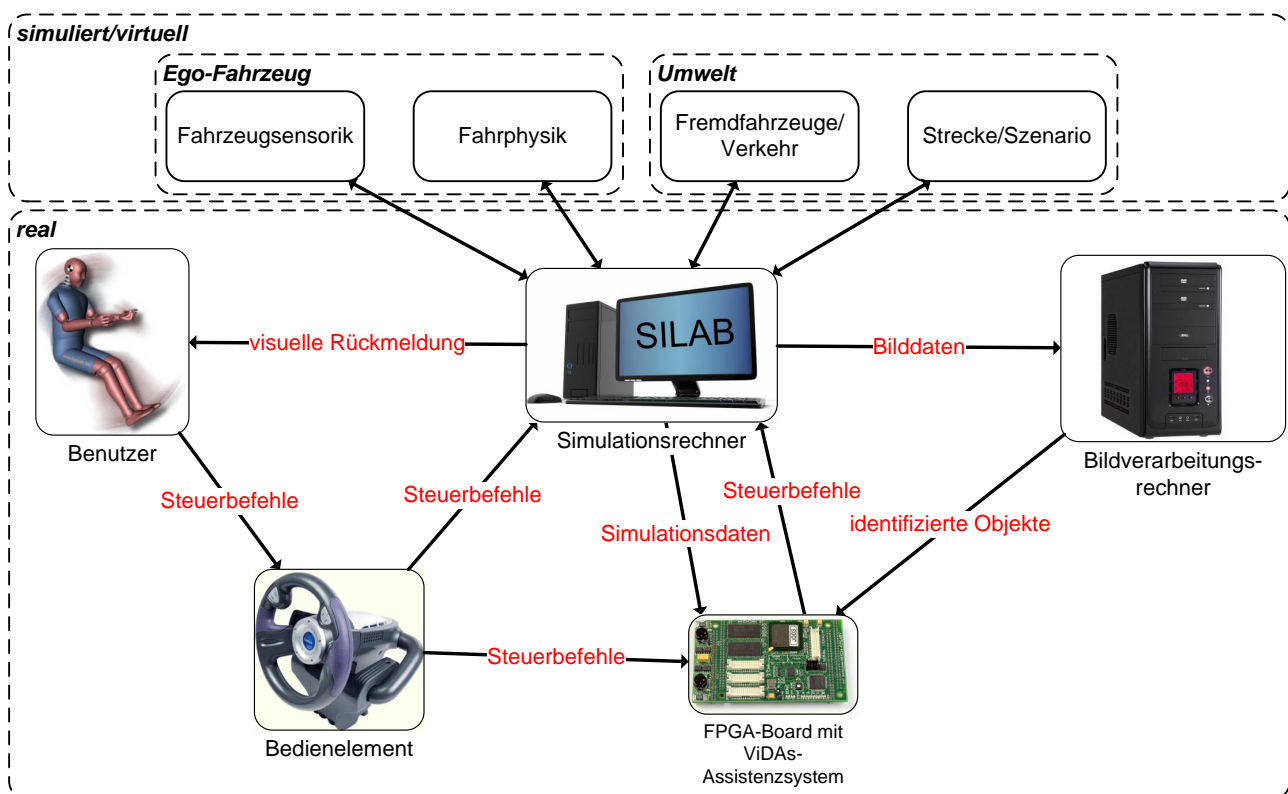 simuliert/virtuell
Ego-Fahrzeug
Umwelt
Fahrzeugsensorik
Fahrphysik
Fremdfahrzeuge/
Verkehr
Strecke/Szenario
real
SILAB
visuelle Rückmeldung
Bilddaten
Benutzer
Simulationsrechner
Bildverarbeitungs-
rechner
Steuerbefehle
Steuerbefehle
Steuerbefehle
Simulationsdaten
identifizierte Objekte
Steuerbefehle
Bedienelement
FPGA-Board mit
ViDAs-
Assistenzsystem